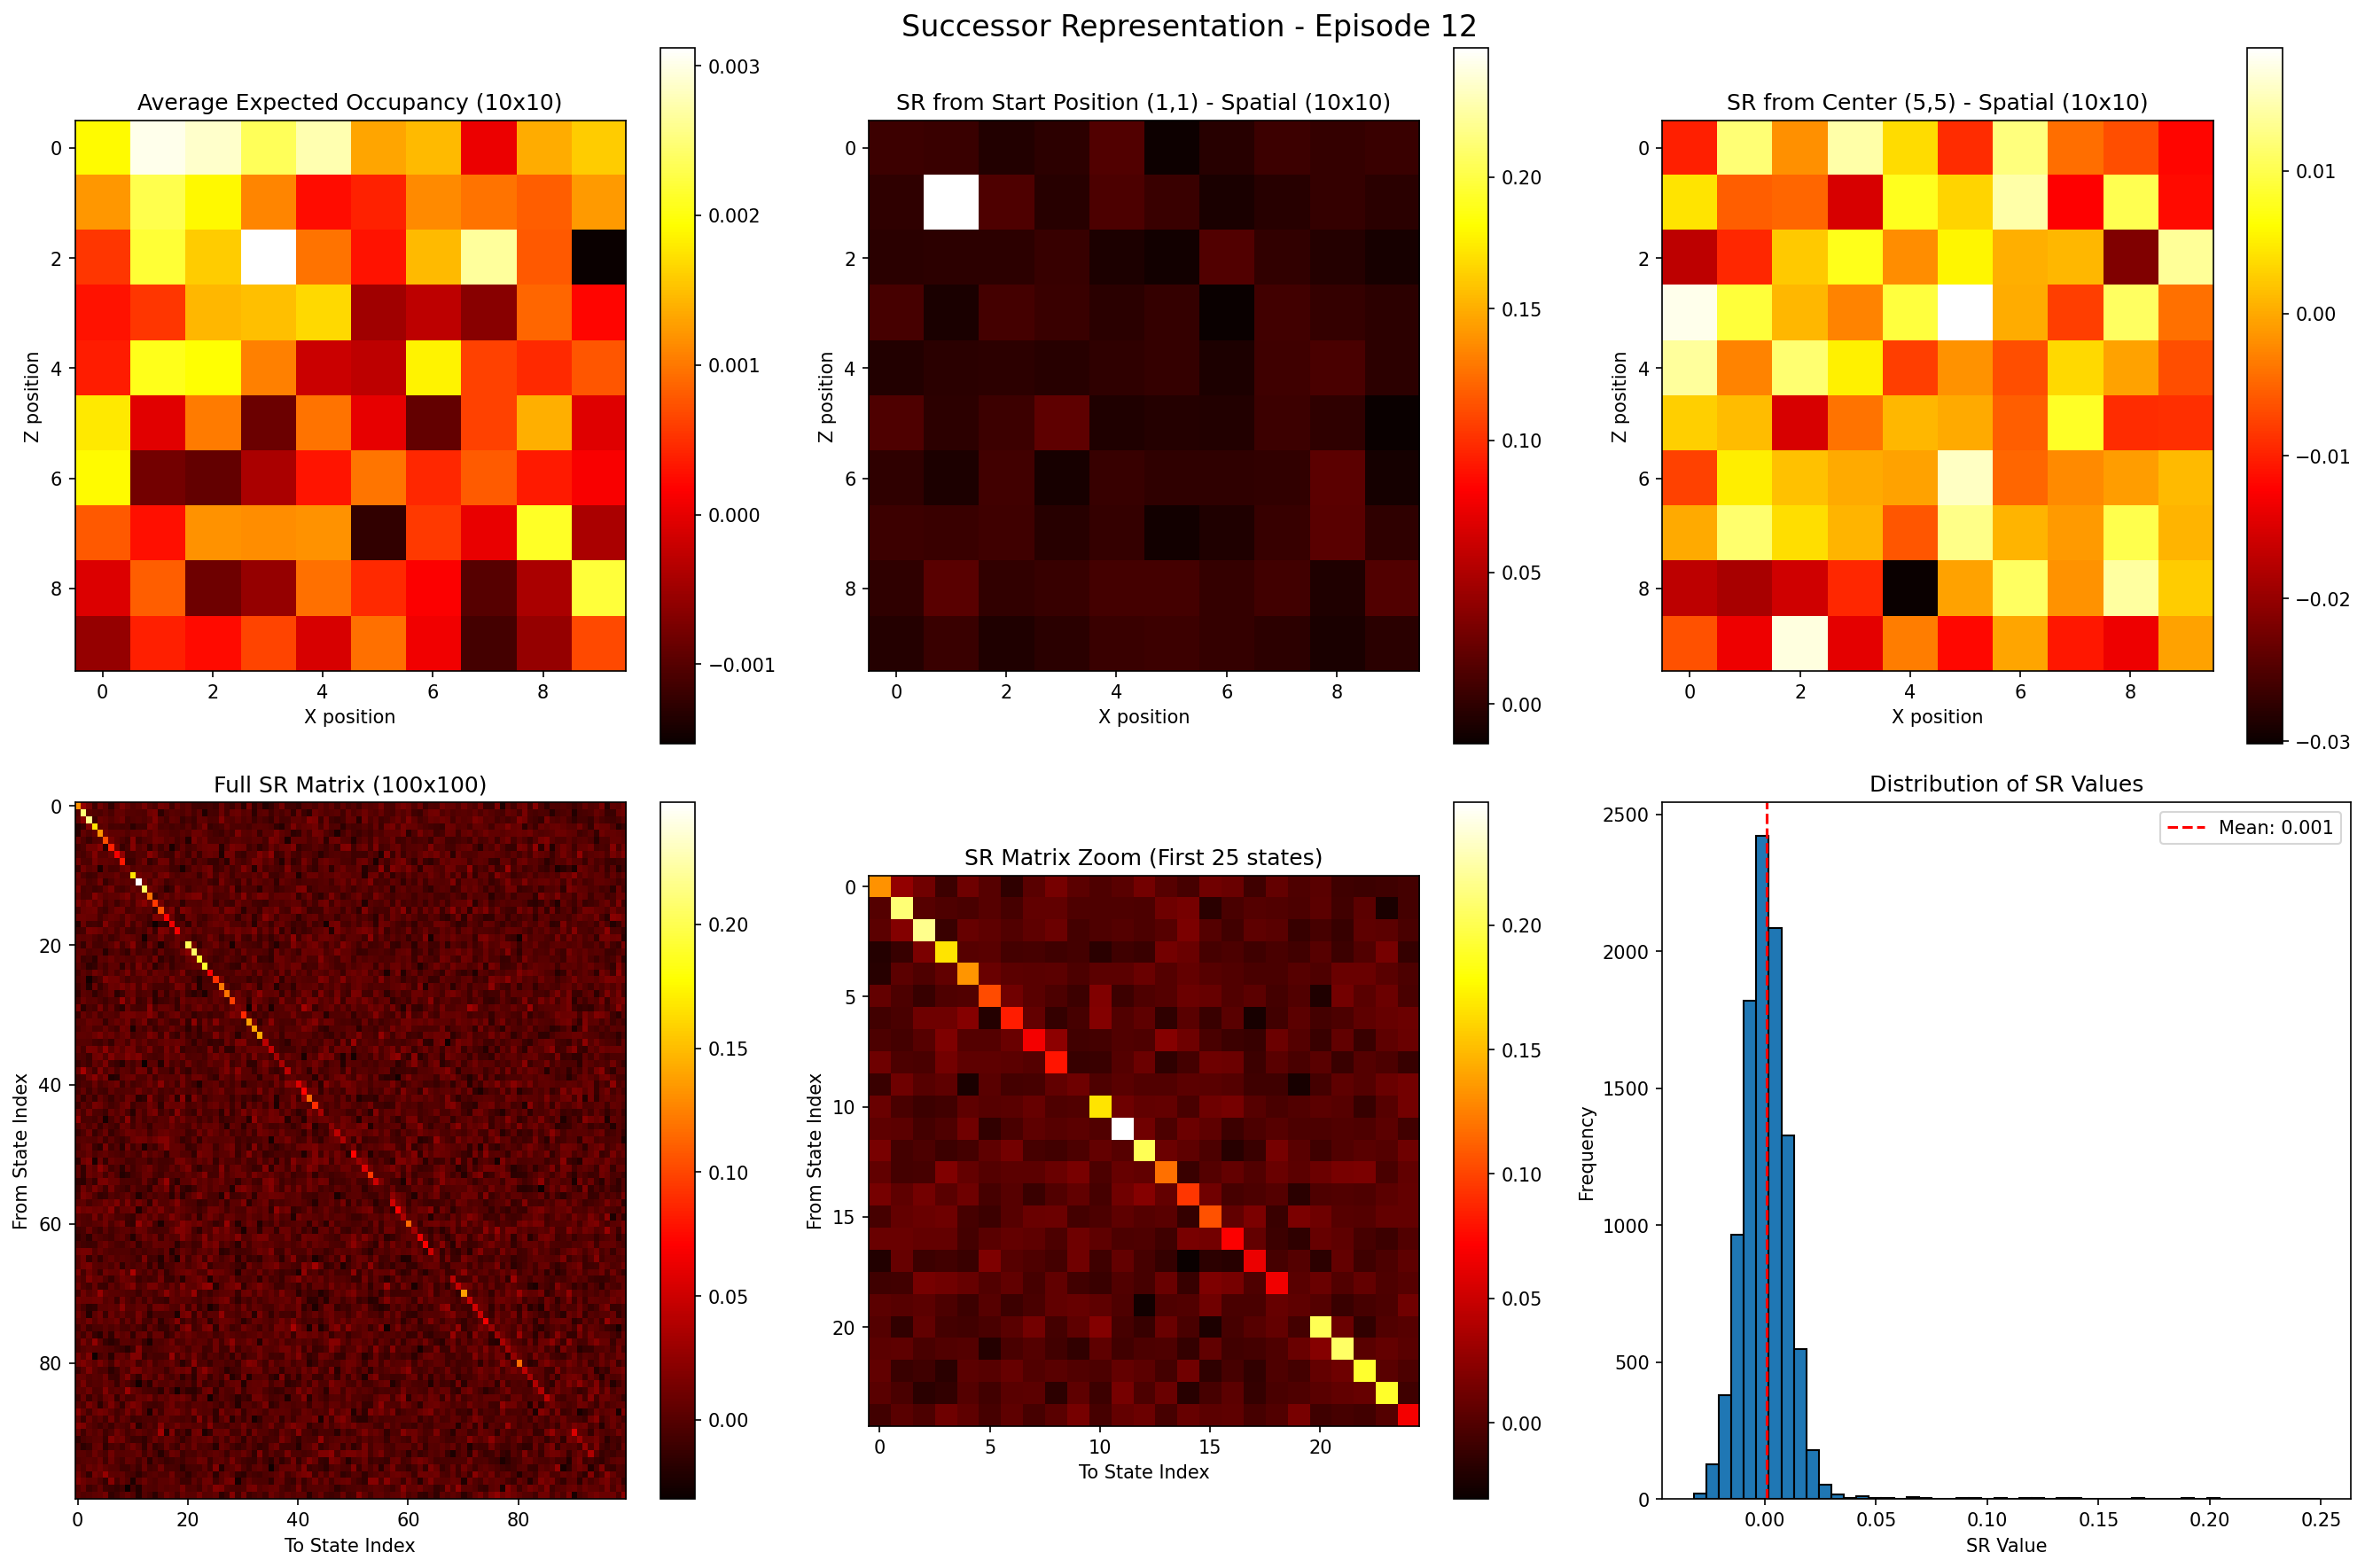 Successor Representation - Episode 12
Average Expected Occupancy (10x10)
0
2
4
6
8
Z position
0 2 4 6 8
X position
0.003
0.002
0.001
0.000
−0.001
SR from Start Position (1,1) - Spatial (10x10)
0
2
4
6
8
Z position
0 2 4 6 8
X position
0.20
0.15
0.10
0.05
0.00
SR from Center (5,5) - Spatial (10x10)
0
2
4
6
8
Z position
0 2 4 6 8
X position
0.01
0.00
−0.01
−0.02
−0.03
Full SR Matrix (100x100)
0
20
40
60
80
From State Index
0 20 40 60 80
To State Index
0.20
0.15
0.10
0.05
0.00
SR Matrix Zoom (First 25 states)
0
5
10
15
20
From State Index
0 5 10 15 20
To State Index
0.20
0.15
0.10
0.05
0.00
Distribution of SR Values
Mean: 0.001
2500
2000
1500
1000
500
0
Frequency
0.00 0.05 0.10 0.15 0.20 0.25
SR Value